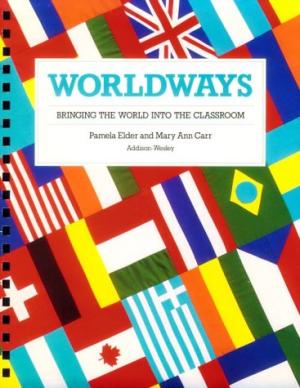 WORLDWAYS
BRINGING THE WORLD INTO THE CLASSROOM
Pamela Elder and Mary Ann Carr
Addison-Wesley